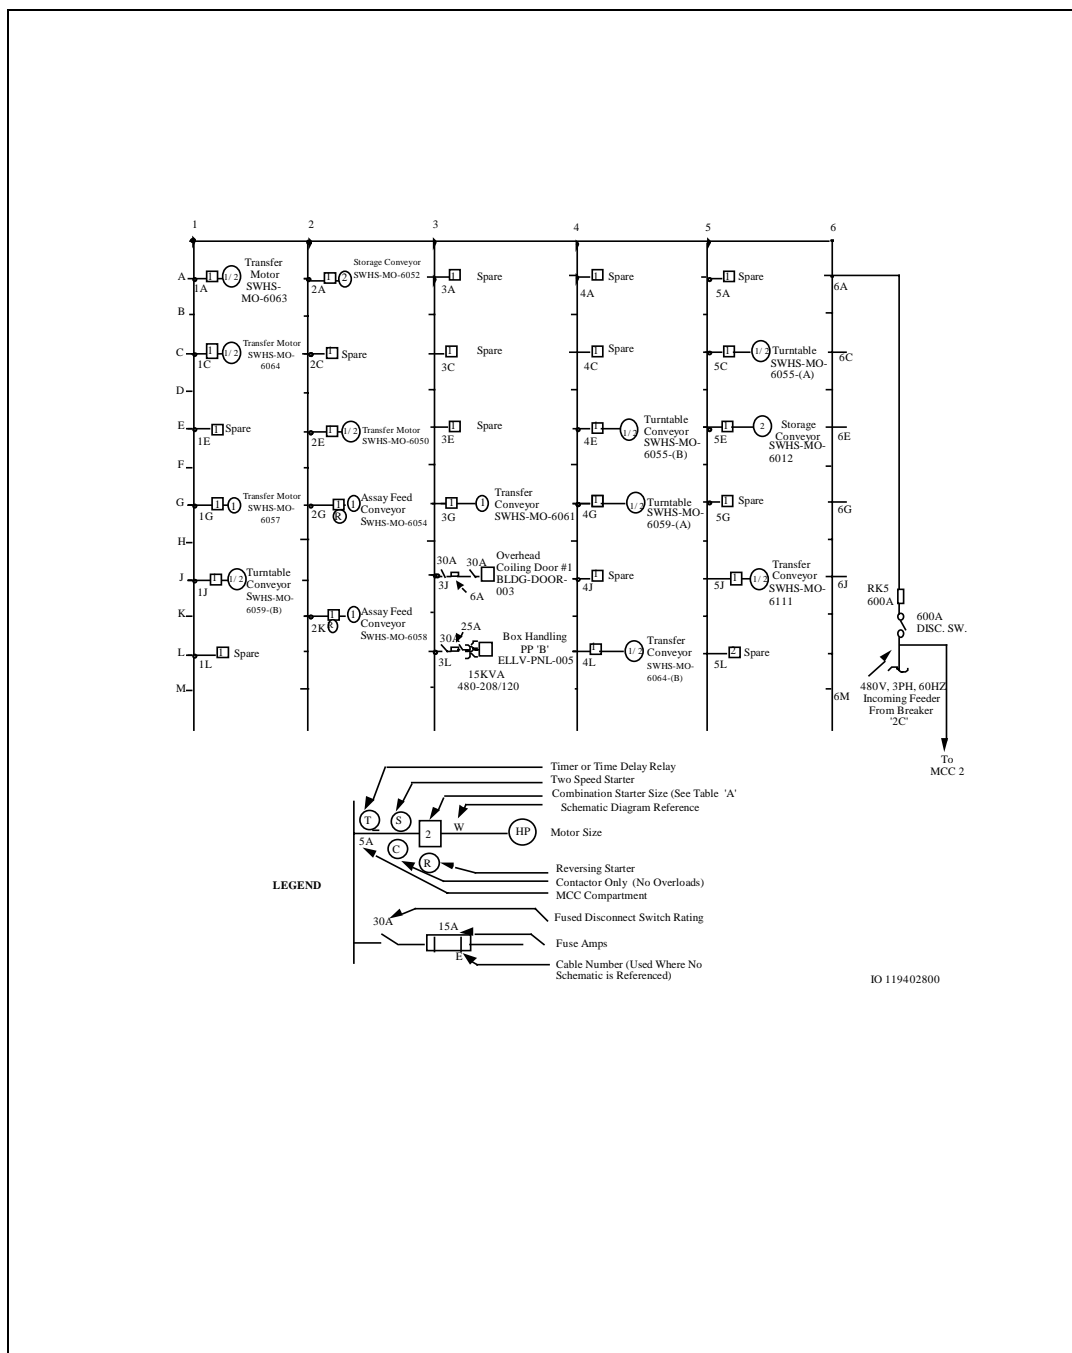 1 2 3 4 5 6
A
1A
1
1/2
Transfer
Motor
SWHS-
MO-6063
2A
1
2
Storage Conveyor
SWHS-MO-6052
3A
1
Spare
4A
1
Spare
5A
1
Spare
6A
B
C
1C
1
1/2
Transfer Motor
SWHS-MO-
6064
2C
1
Spare
3C
1
Spare
4C
1
Spare
5C
1
1/2
Turntable
SWHS-MO-
6055-(A)
6C
D
E
1E
1
Spare
2E
1
1/2
Transfer Motor
SWHS-MO-6050
3E
1
Spare
4E
1
1/2
Turntable
Conveyor
SWHS-MO-
6055-(B)
5E
1
2
Storage
Conveyor
SWHS-MO-
6012
6E
F
G
1G
1
1
Transfer Motor
SWHS-MO-
6057
2G
1
R
1
Assay Feed
Conveyor
SWHS-MO-6054
3G
1
1
Transfer
Conveyor
SWHS-MO-6061
4G
1
1/2
Turntable
SWHS-MO-
6059-(A)
5G
1
Spare
6G
H
J
1J
1
1/2
Turntable
Conveyor
SWHS-MO-
6059-(B)
3J
30A
30A
6A
Overhead
Coiling Door #1
BLDG-DOOR-
003
4J
1
Spare
5J
1
1/2
Transfer
Conveyor
SWHS-MO-
6111
6J
K
2K
1
R
1
Assay Feed
Conveyor
SWHS-MO-6058
L
1L
1
Spare
3L
30A
25A
Box Handling
PP 'B'
ELLV-PNL-005
15KVA
480-208/120
4L
1
1/2
Transfer
Conveyor
SWHS-MO-
6064-(B)
5L
2
Spare
M
6M
RK5
600A
600A
DISC. SW.
480V, 3PH, 60HZ
Incoming Feeder
From Breaker
'2C'
To
MCC 2
LEGEND
T
S
2
W
HP
5A
C
R
Timer or Time Delay Relay
Two Speed Starter
Combination Starter Size (See Table 'A'
Schematic Diagram Reference
Motor Size
Reversing Starter
Contactor Only (No Overloads)
MCC Compartment
30A
15A
E
Fused Disconnect Switch Rating
Fuse Amps
Cable Number (Used Where No
Schematic is Referenced)
IO 119402800